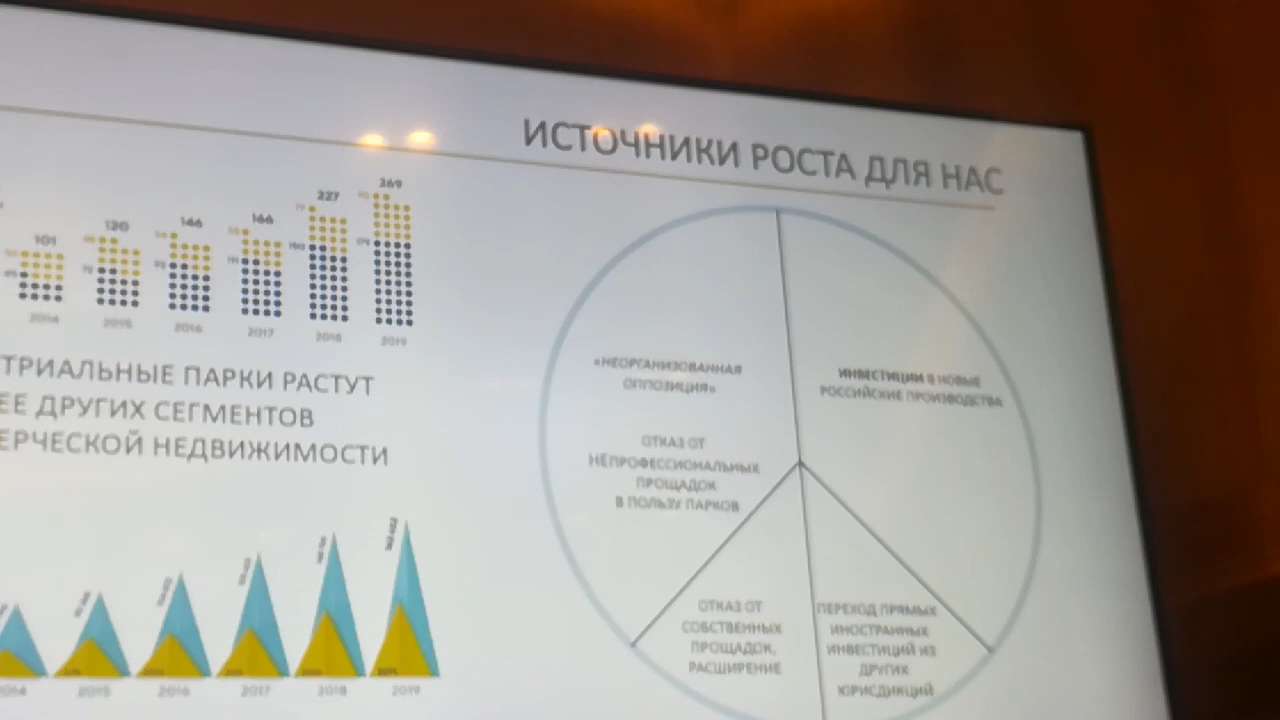 ИСТОЧНИКИ РОСТА ДЛЯ НАС
101
120
146
166
227
269
2014
2015
2016
2017
2018
2019
ТРИАЛЬНЫЕ ПАРКИ РАСТУТ
ЕЕ ДРУГИХ СЕГМЕНТОВ
ЕРЧЕСКОЙ НЕДВИЖИМОСТИ
2014
2015
2016
2017
2018
2019
«НЕОРГАНИЗОВАННАЯ
ОППОЗИЦИЯ»
ОТКАЗ ОТ
НЕПРОФЕССИОНАЛЬНЫХ
ПРОЩАДОК
В ПОЛЬЗУ ПАРКОВ
ИНВЕСТИЦИИ В НОВЫЕ
РОССИЙСКИЕ ПРОИЗВОДСТВА
ОТКАЗ ОТ
СОБСТВЕННЫХ
ПРОЩАДОК,
РАСШИРЕНИЕ
ПЕРЕХОД ПРЯМЫХ
ИНОСТРАННЫХ
ИНВЕСТИЦИЙ ИЗ
ДРУГИХ
ЮРИСДИКЦИЙ